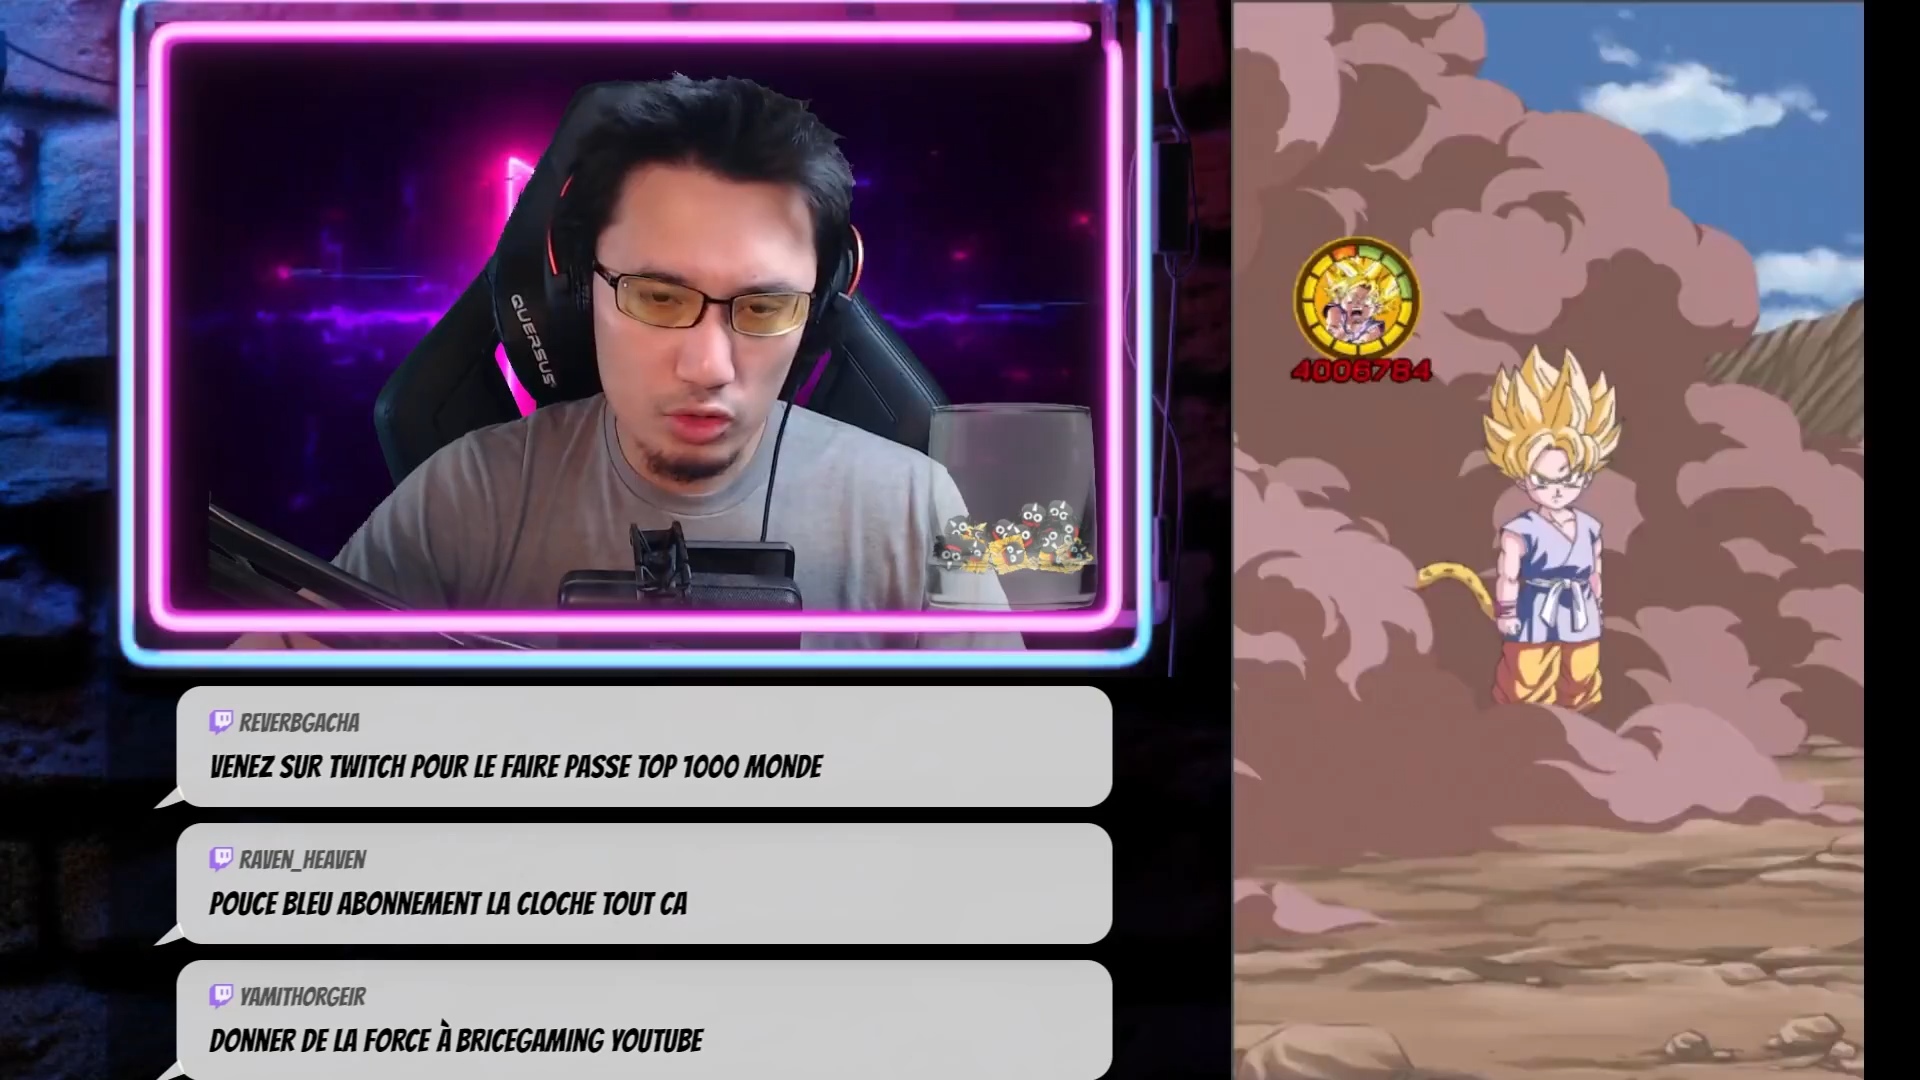 QUERSUS
4006784
REVERBGACHA
VENEZ SUR TWITCH POUR LE FAIRE PASSE TOP 1000 MONDE
RAVEN_HEAVEN
POUCE BLEU ABONNEMENT LA CLOCHE TOUT CA
YAMITHORGEIR
DONNER DE LA FORCE À BRICEGAMING YOUTUBE